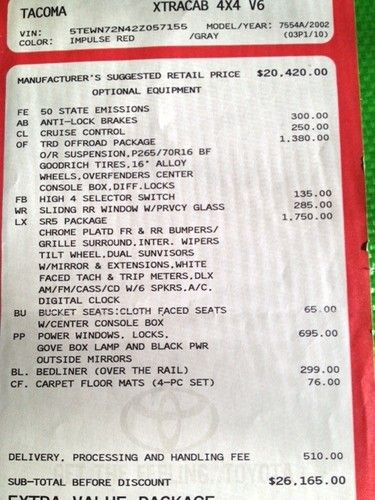 TACOMA XTRACAB 4X4 V6
VIN: 5TEWN72N42Z057155 MODEL/YEAR: 7554A/2002
COLOR: IMPULSE RED /GRAY (03P1/10)
MANUFACTURER'S SUGGESTED RETAIL PRICE $20,420.00
OPTIONAL EQUIPMENT
FE 50 STATE EMISSIONS
AB ANTI-LOCK BRAKES 300.00
CL CRUISE CONTROL 250.00
OF TRD OFFROAD PACKAGE 1,380.00
O/R SUSPENSION,P265/70R16 BF
GOODRICH TIRES,16" ALLOY
WHEELS,OVERFENDERS CENTER
CONSOLE BOX,DIFF.LOCKS
FB HIGH 4 SELECTOR SWITCH 135.00
WR SLIDNG RR WINDOW W/PRVCY GLASS 285.00
LX SR5 PACKAGE 1,750.00
CHROME PLATD FR & RR BUMPERS/
GRILLE SURROUND,INTER. WIPERS
TILT WHEEL,DUAL SUNVISORS
W/MIRROR & EXTENSIONS,WHITE
FACED TACH & TRIP METERS,DLX
AM/FM/CASS/CD W/6 SPKRS,A/C.
DIGITAL CLOCK
BU BUCKET SEATS:CLOTH FACED SEATS 65.00
W/CENTER CONSOLE BOX
PP POWER WINDOWS, LOCKS, 695.00
GOVE BOX LAMP AND BLACK PWR
OUTSIDE MIRRORS
BL. BEDLINER (OVER THE RAIL) 299.00
CF. CARPET FLOOR MATS (4-PC SET) 76.00
DELIVERY, PROCESSING AND HANDLING FEE 510.00
GET THE FEELING. TOYOTA
SUB-TOTAL BEFORE DISCOUNT $26,165.00
EXTRA VALUE PACKAGE